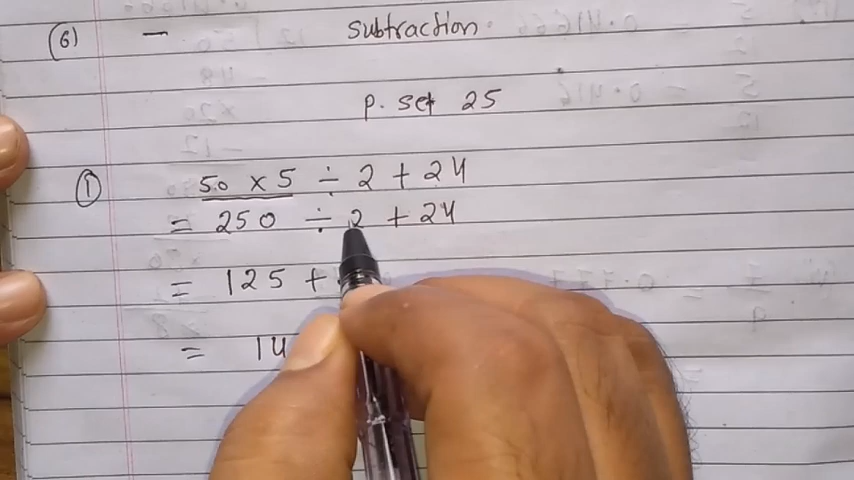 (6) — subtraction.
p. set 25
① 50 × 5 ÷ 2 + 24
= 250 ÷ 2 + 24
= 125 +
= 14